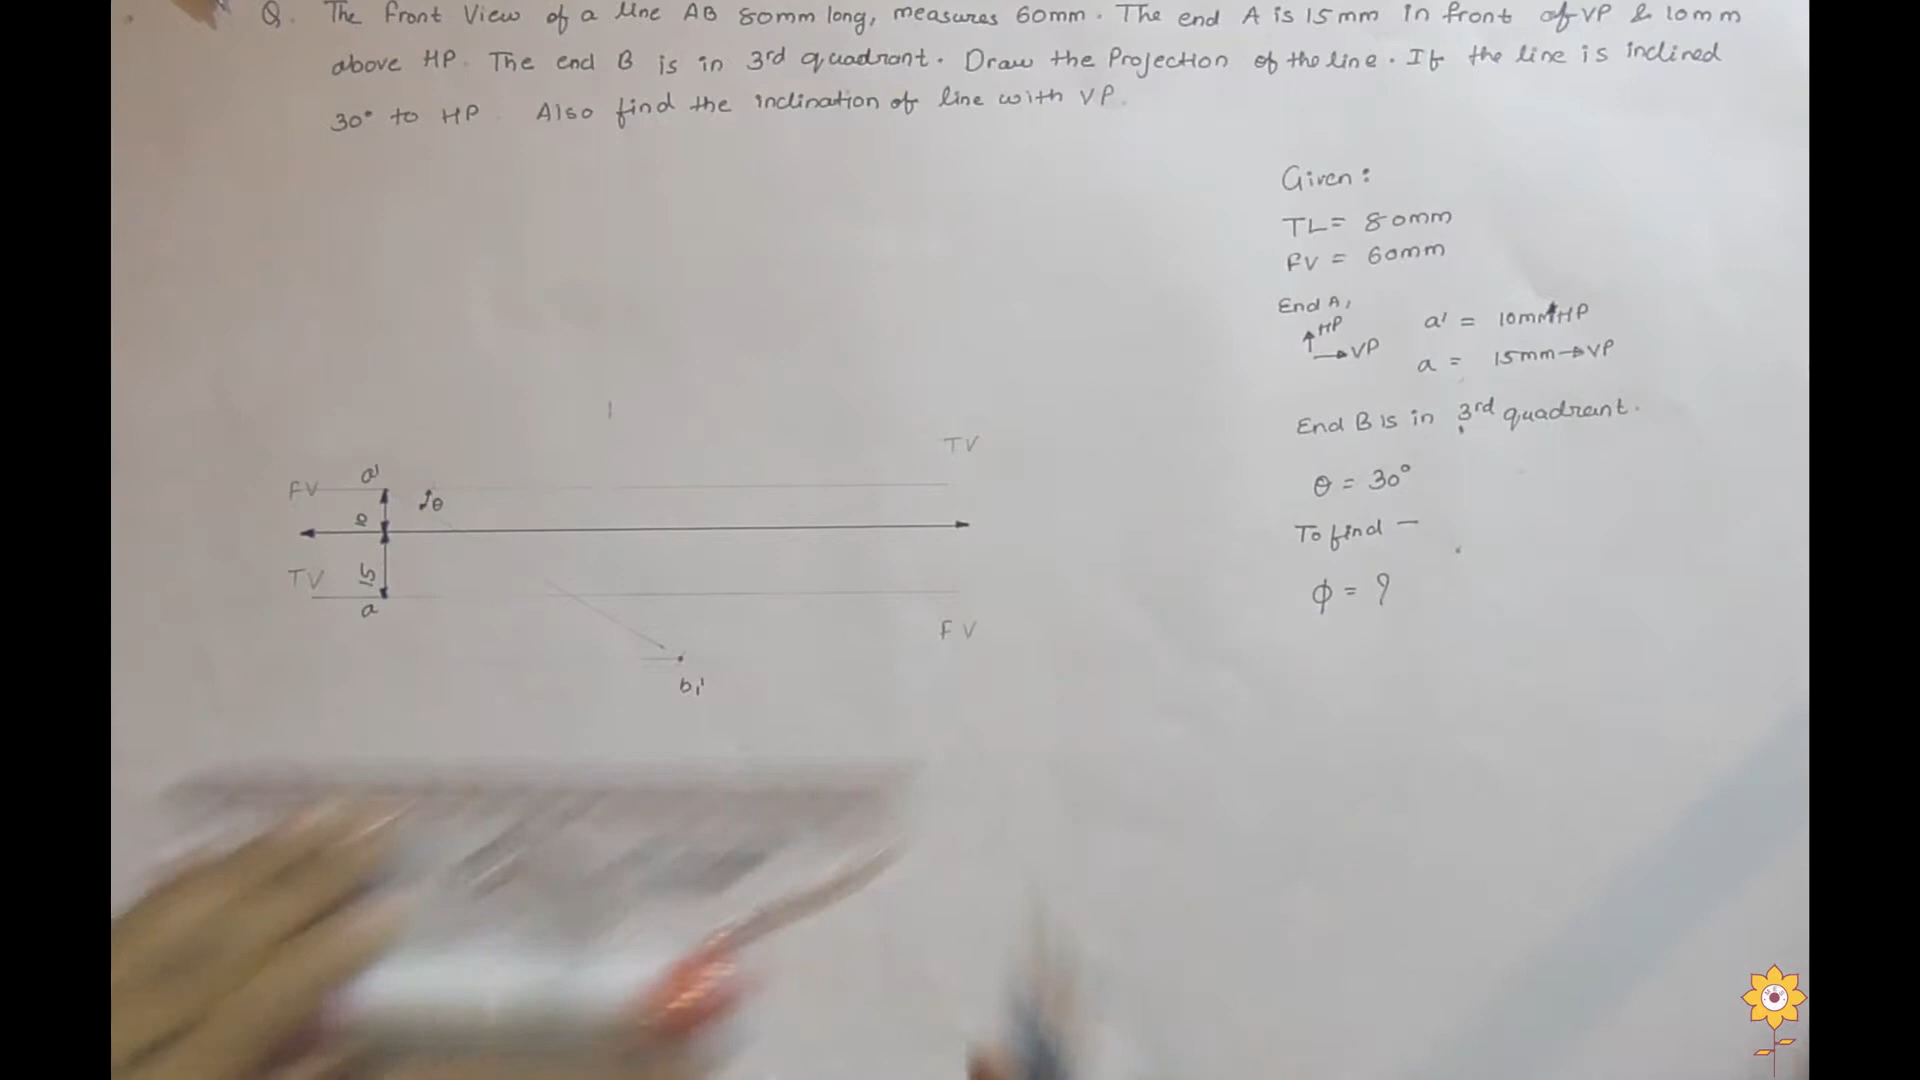 Q. The Front View of a line AB 80mm long, measures 60mm. The end A is 15mm in front of VP & 10mm
above HP. The end B is in 3rd quadrant. Draw the Projection of the line. If the line is inclined
30° to HP. Also find the inclination of line with VP.
Given:
TL = 80mm
FV = 60mm
End A,
↑HP
→VP
a' = 10mm↑HP
a = 15mm→VP
End B is in 3rd quadrant.
θ = 30°
To find —
φ = ?
TV
FV a'
θ
TV 15
a
FV
b₁'